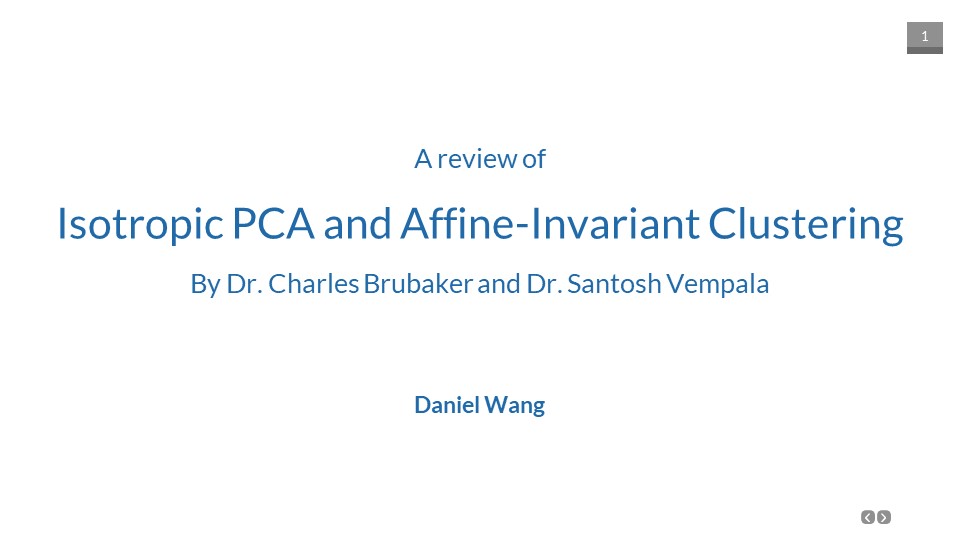 1
A review of
Isotropic PCA and Affine-Invariant Clustering
By Dr. Charles Brubaker and Dr. Santosh Vempala
Daniel Wang